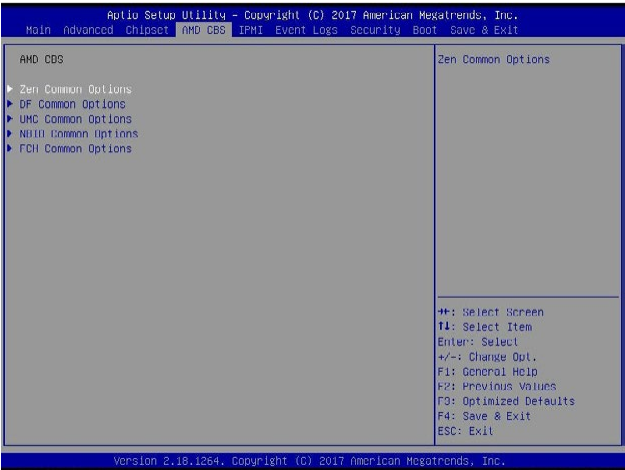 Aptio Setup Utility - Copyright (C) 2017 American Megatrends, Inc.
Main Advanced Chipset AMD CBS IPMI Event Logs Security Boot Save & Exit
AMD CBS
Zen Common Options
Zen Common Options
DF Common Options
UMC Common Options
NBIO Common Options
FCH Common Options
→←: Select Screen
↑↓: Select Item
Enter: Select
+/-: Change Opt.
F1: General Help
F2: Previous Values
F3: Optimized Defaults
F4: Save & Exit
ESC: Exit
Version 2.18.1264. Copyright (C) 2017 American Megatrends, Inc.